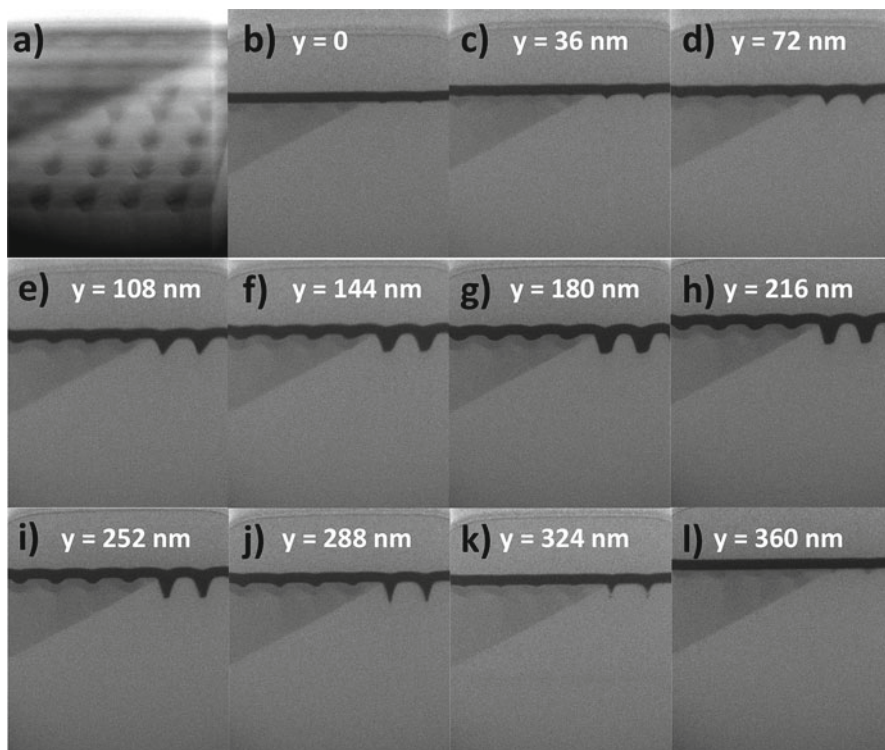 a)
b) y = 0
c) y = 36 nm
d) y = 72 nm
e) y = 108 nm
f) y = 144 nm
g) y = 180 nm
h) y = 216 nm
i) y = 252 nm
j) y = 288 nm
k) y = 324 nm
l) y = 360 nm